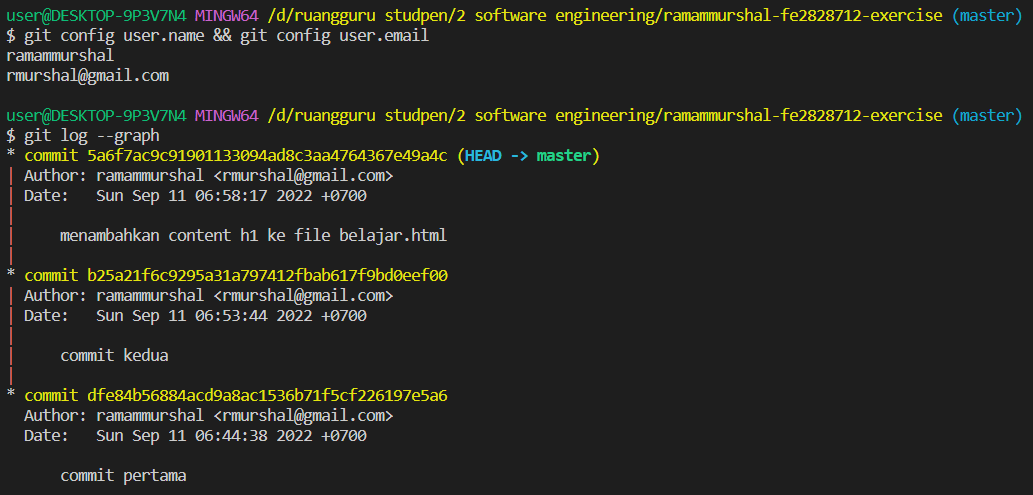 user@DESKTOP-9P3V7N4 MINGW64 /d/ruangguru studpen/2 software engineering/ramammurshal-fe2828712-exercise (master)
$ git config user.name && git config user.email
ramammurshal
rmurshal@gmail.com
user@DESKTOP-9P3V7N4 MINGW64 /d/ruangguru studpen/2 software engineering/ramammurshal-fe2828712-exercise (master)
$ git log --graph
* commit 5a6f7ac9c91901133094ad8c3aa4764367e49a4c (HEAD -> master)
| Author: ramammurshal <rmurshal@gmail.com>
| Date:   Sun Sep 11 06:58:17 2022 +0700
|
|     menambahkan content h1 ke file belajar.html
|
* commit b25a21f6c9295a31a797412fbab617f9bd0eef00
| Author: ramammurshal <rmurshal@gmail.com>
| Date:   Sun Sep 11 06:53:44 2022 +0700
|
|     commit kedua
|
* commit dfe84b56884acd9a8ac1536b71f5cf226197e5a6
  Author: ramammurshal <rmurshal@gmail.com>
  Date:   Sun Sep 11 06:44:38 2022 +0700
      commit pertama